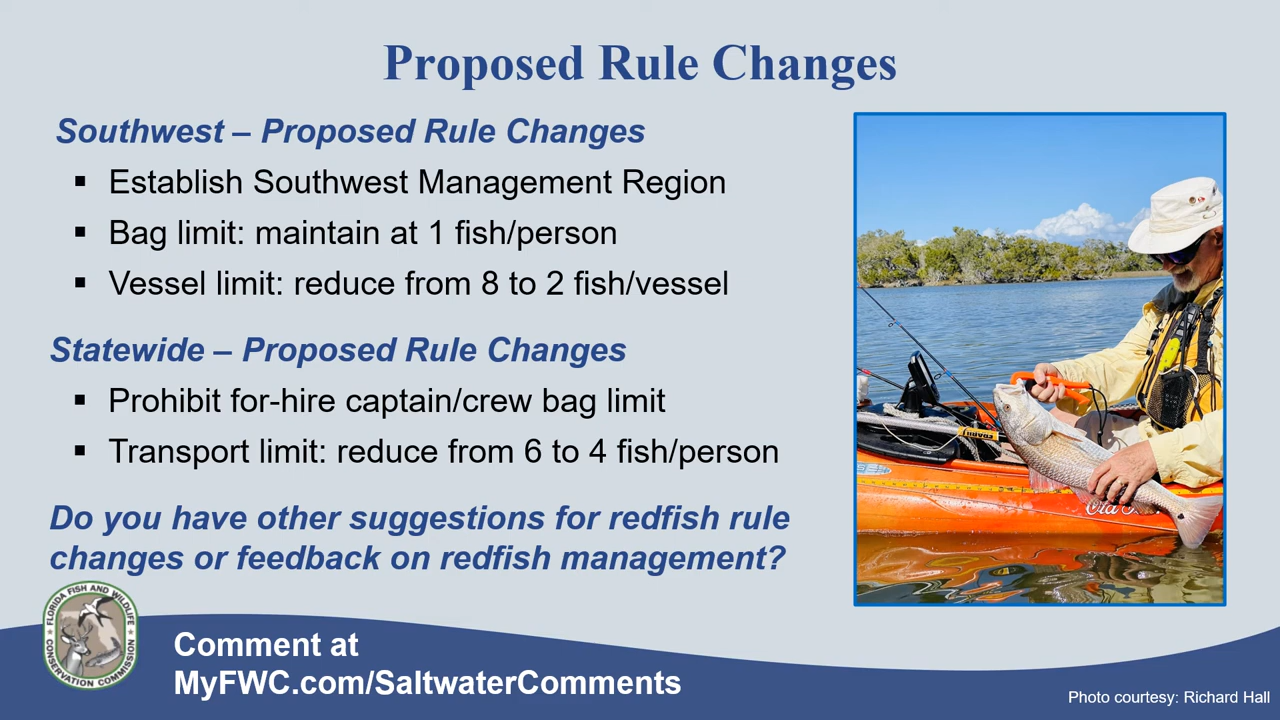 Proposed Rule Changes
Southwest – Proposed Rule Changes
▪ Establish Southwest Management Region
▪ Bag limit: maintain at 1 fish/person
▪ Vessel limit: reduce from 8 to 2 fish/vessel
Statewide – Proposed Rule Changes
▪ Prohibit for-hire captain/crew bag limit
▪ Transport limit: reduce from 6 to 4 fish/person
Do you have other suggestions for redfish rule
changes or feedback on redfish management?
FLORIDA FISH AND WILDLIFE
CONSERVATION COMMISSION
Comment at
MyFWC.com/SaltwaterComments
Photo courtesy: Richard Hall